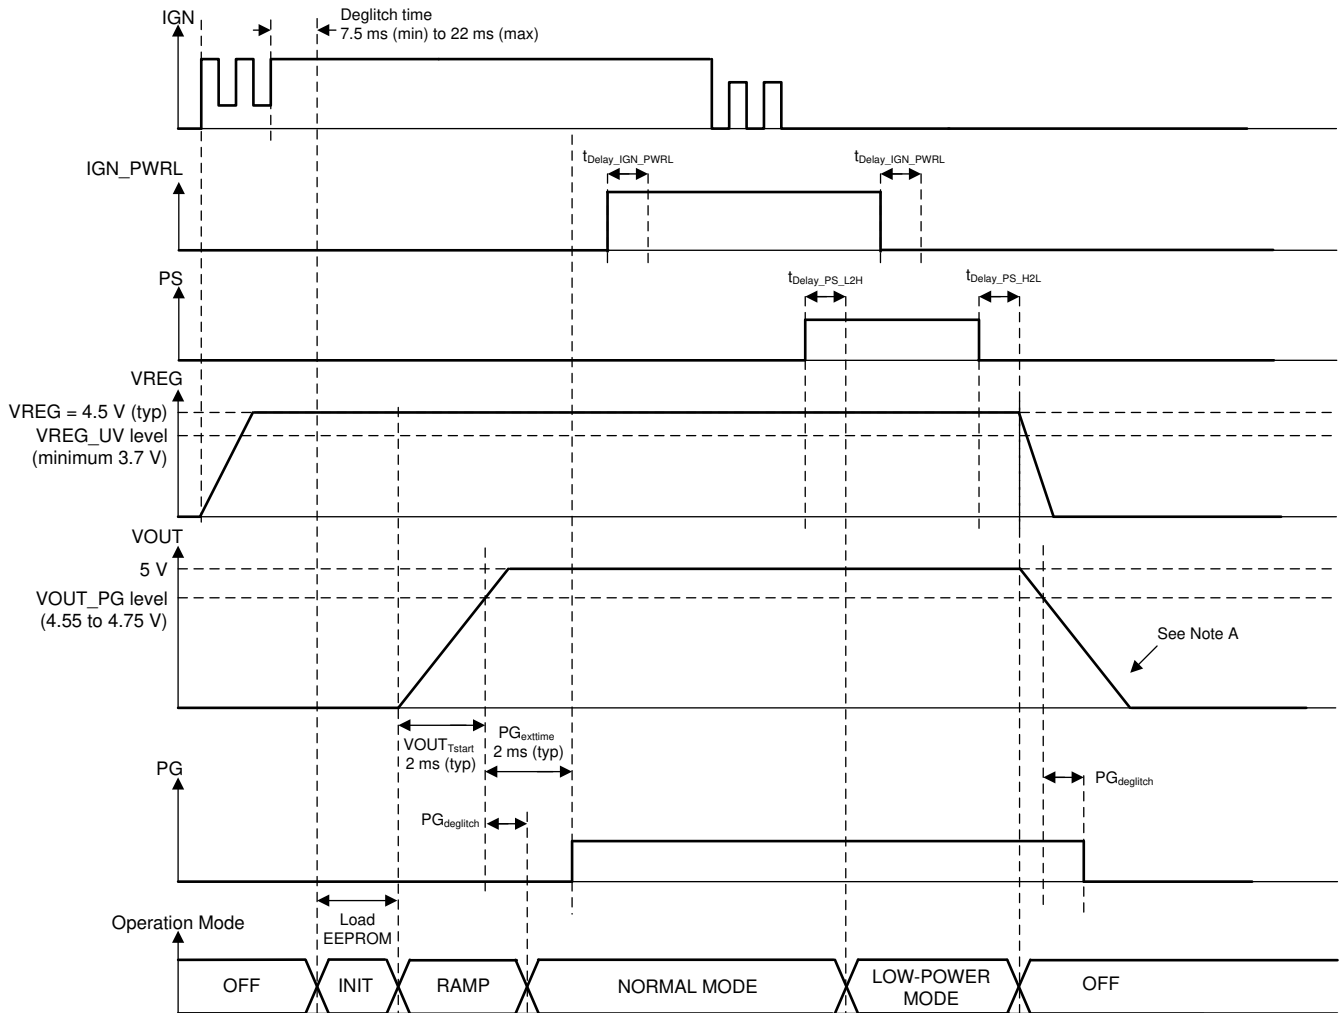 IGN
Deglitch time
7.5 ms (min) to 22 ms (max)
IGN_PWRL
tDelay_IGN_PWRL
tDelay_IGN_PWRL
PS
tDelay_PS_L2H
tDelay_PS_H2L
VREG
VREG = 4.5 V (typ)
VREG_UV level
(minimum 3.7 V)
VOUT
5 V
VOUT_PG level
(4.55 to 4.75 V)
See Note A
VOUTTstart
2 ms (typ)
PGexttime
2 ms (typ)
PG
PGdeglitch
PGdeglitch
Load
EEPROM
Operation Mode
OFF
INIT
RAMP
NORMAL MODE
LOW-POWER
MODE
OFF